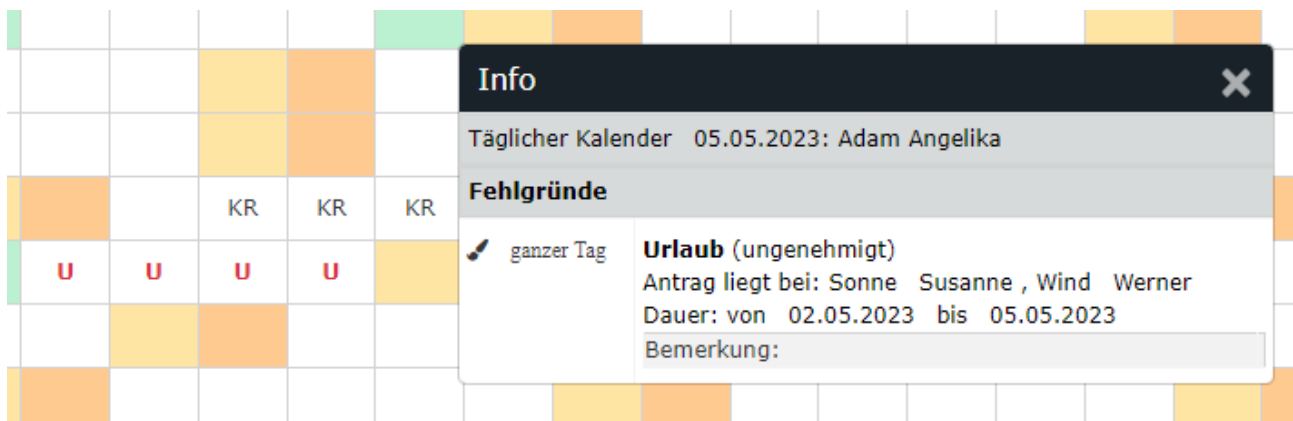 Info
Täglicher Kalender 05.05.2023: Adam Angelika
Fehlgründe
KR KR KR
ganzer Tag Urlaub (ungenehmigt)
U U U U
Antrag liegt bei: Sonne Susanne , Wind Werner
Dauer: von 02.05.2023 bis 05.05.2023
Bemerkung: